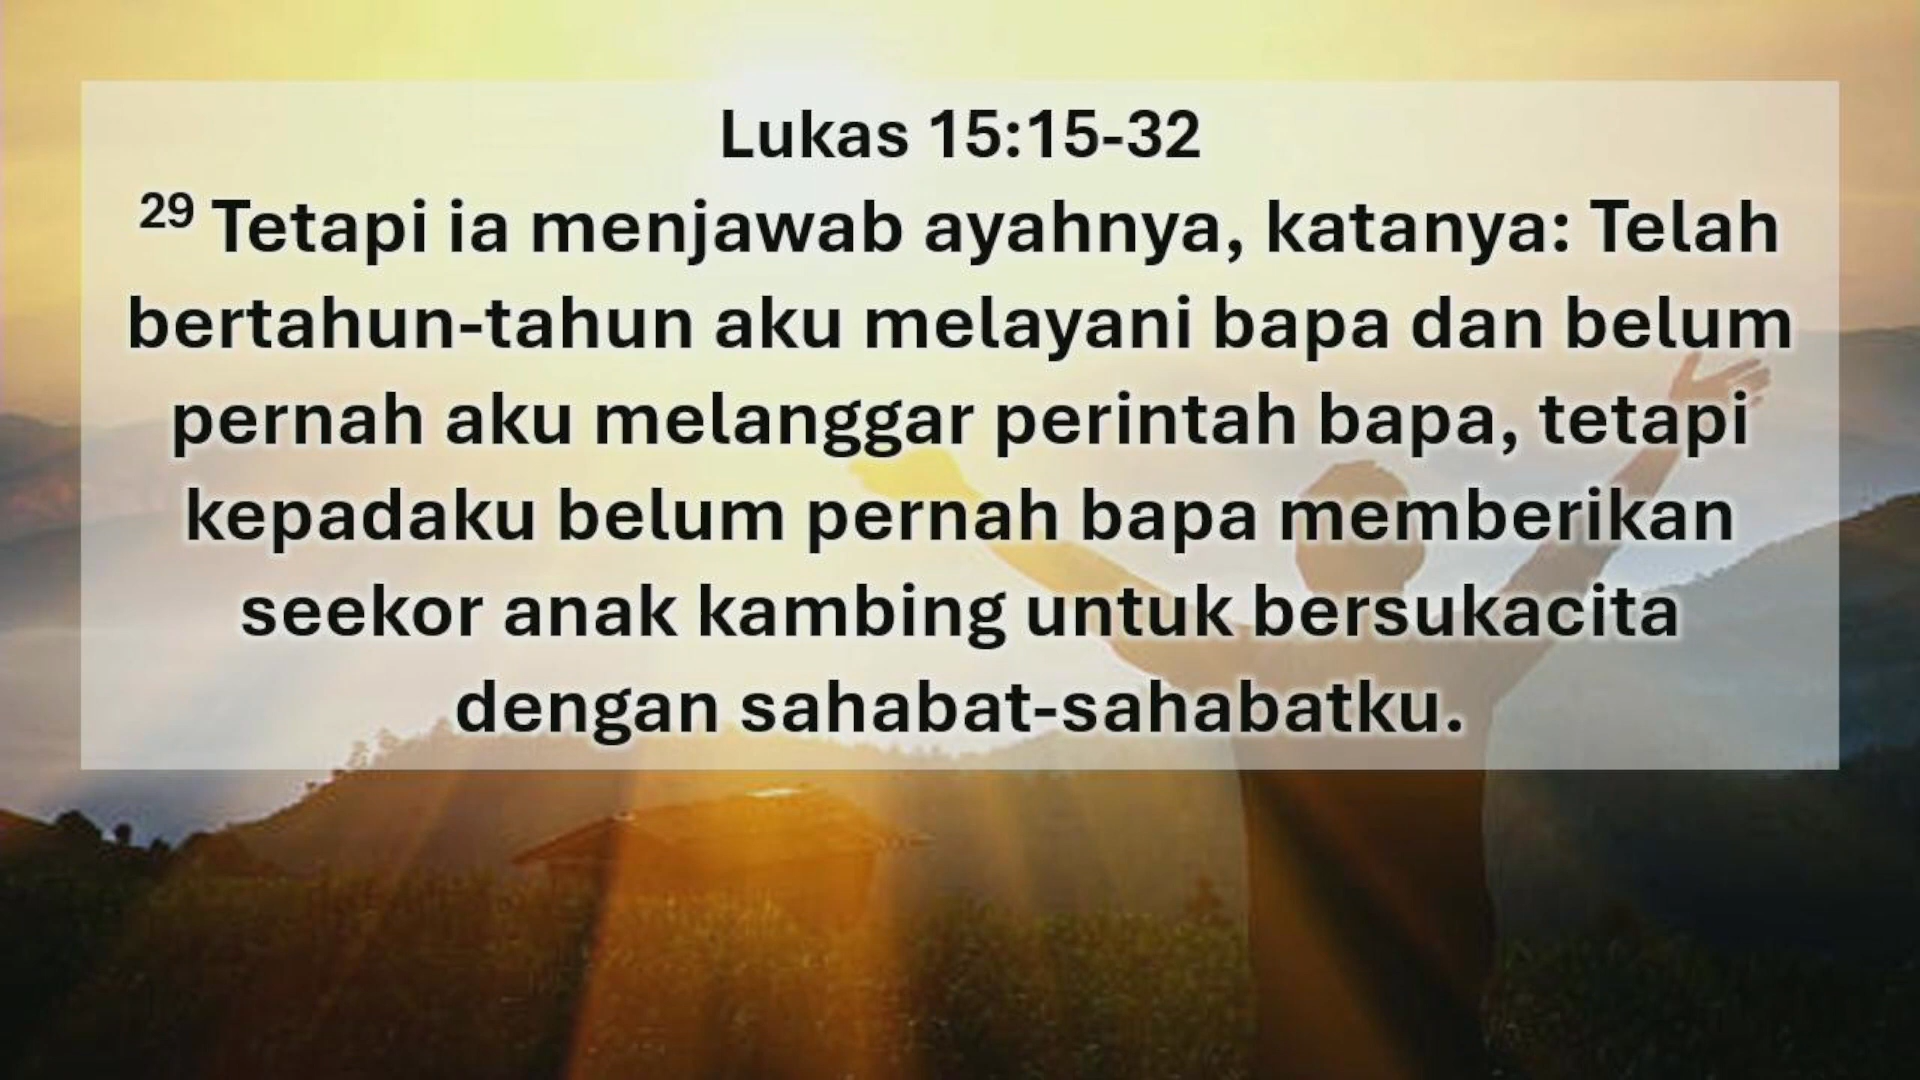 Lukas 15:15-32
29 Tetapi ia menjawab ayahnya, katanya: Telah
bertahun-tahun aku melayani bapa dan belum
pernah aku melanggar perintah bapa, tetapi
kepadaku belum pernah bapa memberikan
seekor anak kambing untuk bersukacita
dengan sahabat-sahabatku.